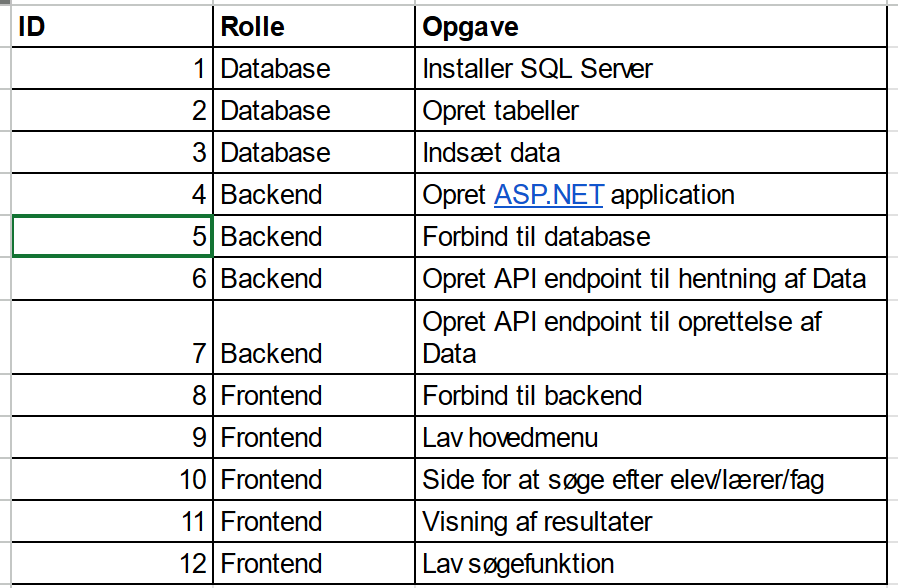 ID Rolle Opgave
1 Database Installer SQL Server
2 Database Opret tabeller
3 Database Indsæt data
4 Backend Opret ASP.NET application
5 Backend Forbind til database
6 Backend Opret API endpoint til hentning af Data
Opret API endpoint til oprettelse af
7 Backend Data
8 Frontend Forbind til backend
9 Frontend Lav hovedmenu
10 Frontend Side for at søge efter elev/lærer/fag
11 Frontend Visning af resultater
12 Frontend Lav søgefunktion